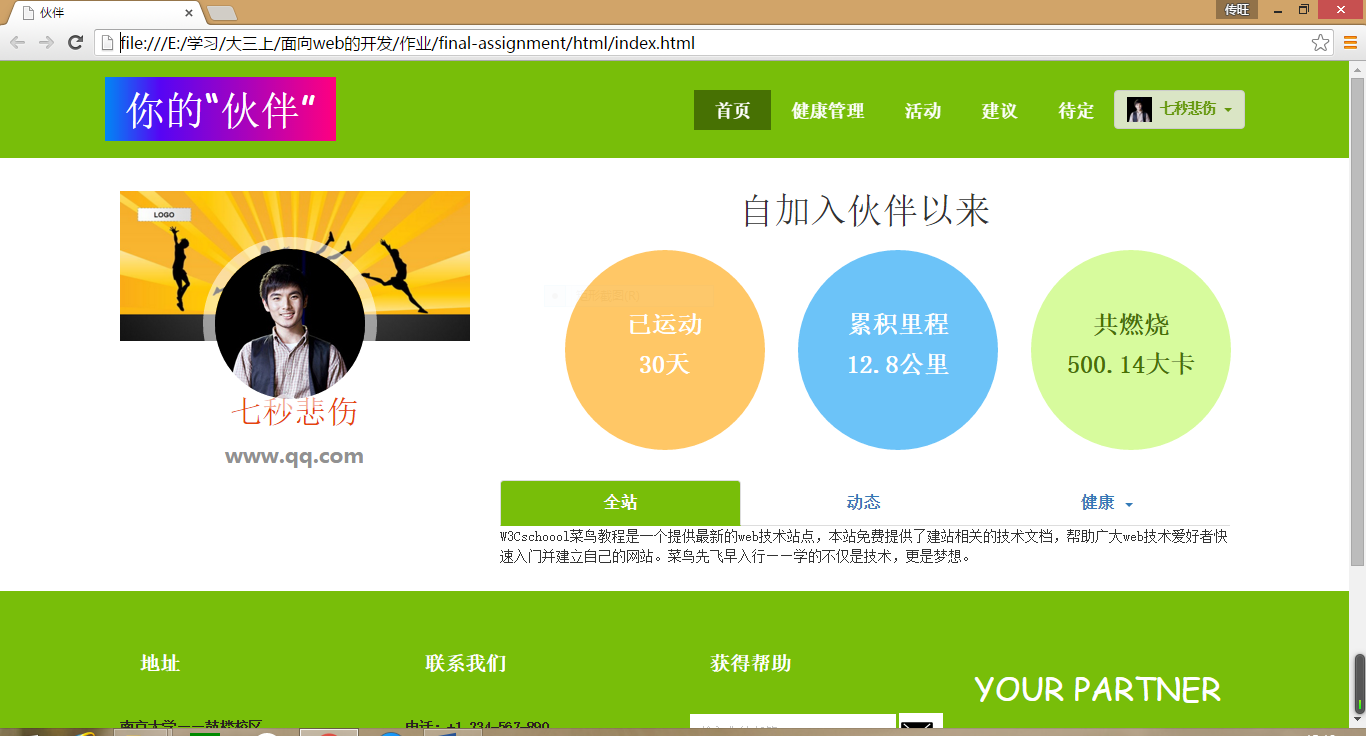 伙伴
传旺
file:///E:/学习/大三上/面向web的开发/作业/final-assignment/html/index.html
你的“伙伴”
首页
健康管理
活动
建议
待定
七秒悲伤
LOGO
七秒悲伤
www.qq.com
自加入伙伴以来
已运动
30天
累积里程
12.8公里
共燃烧
500.14大卡
全站
动态
健康
W3Cschoool菜鸟教程是一个提供最新的web技术站点，本站免费提供了建站相关的技术文档，帮助广大web技术爱好者快
速入门并建立自己的网站。菜鸟先飞早入行——学的不仅是技术，更是梦想。
地址
联系我们
获得帮助
YOUR PARTNER
南京大学——鼓楼校区
电话：+1 234-567-890